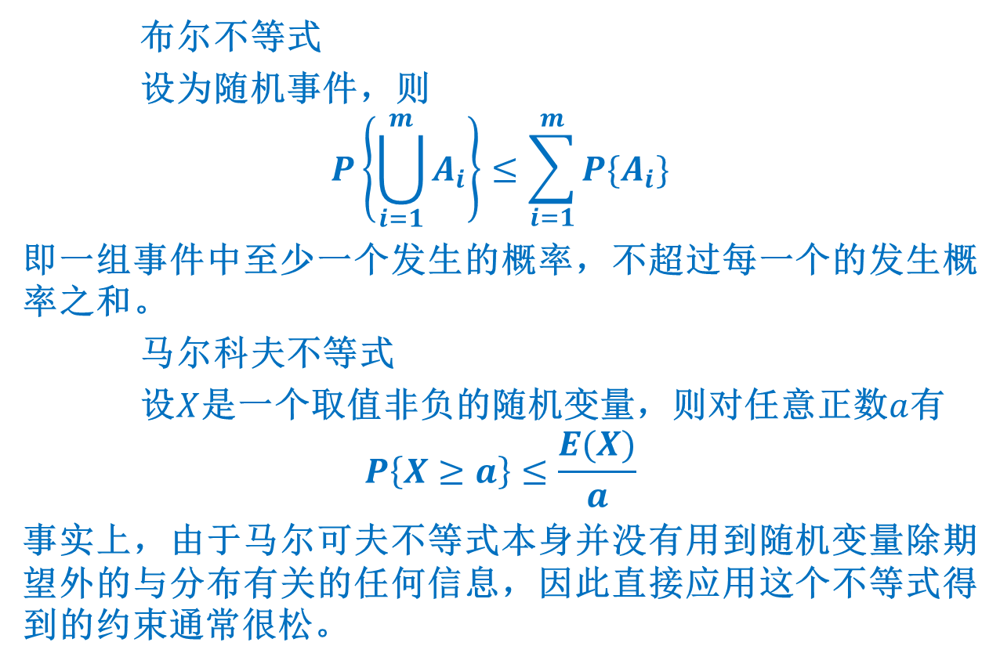 布尔不等式
设为随机事件，则
$$P\left\{\bigcup_{i=1}^{m} A_i\right\} \leq \sum_{i=1}^{m} P\{A_i\}$$
即一组事件中至少一个发生的概率，不超过每一个的发生概
率之和。
马尔科夫不等式
设X是一个取值非负的随机变量，则对任意正数a有
$$P\{X \geq a\} \leq \frac{E(X)}{a}$$
事实上，由于马尔可夫不等式本身并没有用到随机变量除期
望外的与分布有关的任何信息，因此直接应用这个不等式得
到的约束通常很松。